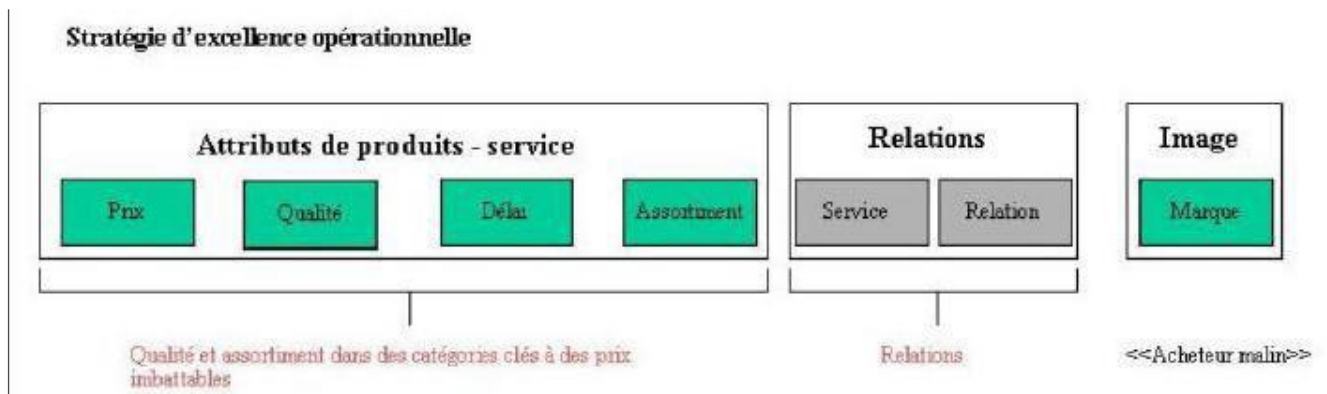 Stratégie d'excellence opérationnelle
Attributs de produits - service
Relations
Image
Prix
Qualité
Délai
Assortiment
Service
Relation
Marque
Qualité et assortiment dans des catégories clés à des prix
imbattables
Relations
<<Acheteur malin>>